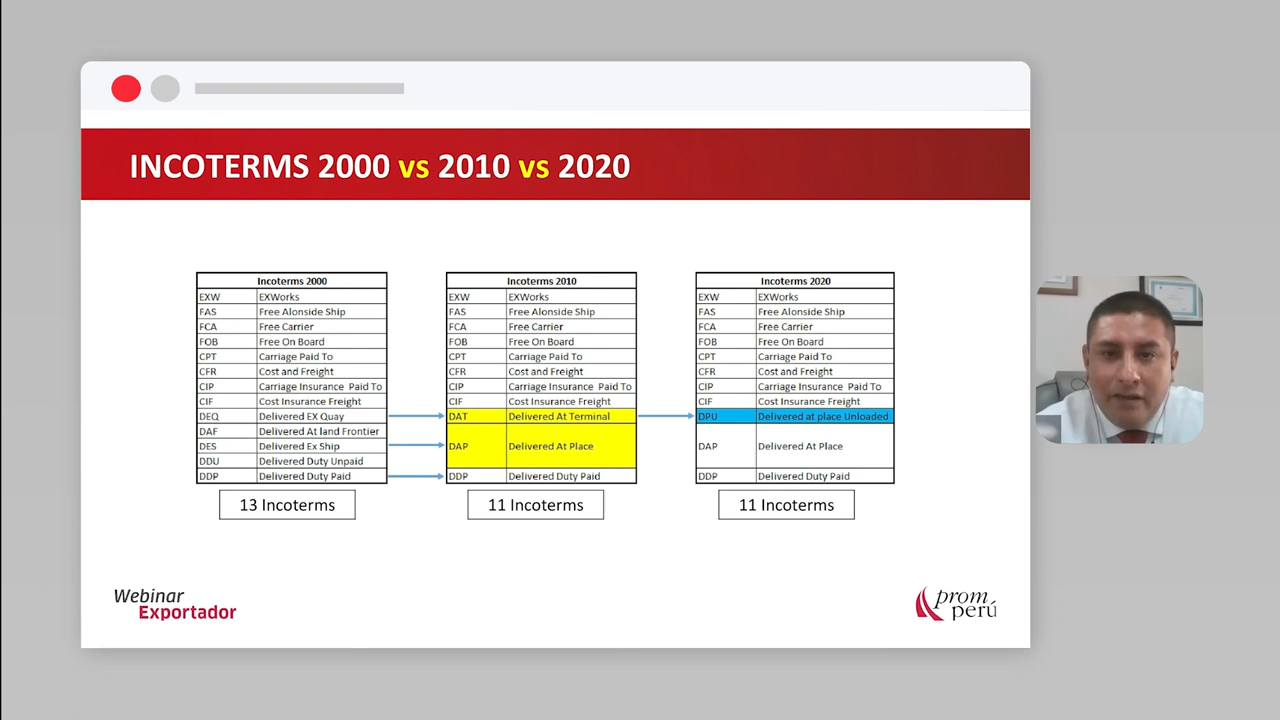 INCOTERMS 2000 vs 2010 vs 2020
Incoterms 2000
EXW EXWorks
FAS Free Alonside Ship
FCA Free Carrier
FOB Free On Board
CPT Carriage Paid To
CFR Cost and Freight
CIP Carriage Insurance Paid To
CIF Cost Insurance Freight
DEQ Delivered EX Quay
DAF Delivered At land Frontier
DES Delivered Ex Ship
DDU Delivered Duty Unpaid
DDP Delivered Duty Paid
13 Incoterms
Incoterms 2010
EXW EXWorks
FAS Free Alonside Ship
FCA Free Carrier
FOB Free On Board
CPT Carriage Paid To
CFR Cost and Freight
CIP Carriage Insurance Paid To
CIF Cost Insurance Freight
DAT Delivered At Terminal
DAP Delivered At Place
DDP Delivered Duty Paid
11 Incoterms
Incoterms 2020
EXW EXWorks
FAS Free Alonside Ship
FCA Free Carrier
FOB Free On Board
CPT Carriage Paid To
CFR Cost and Freight
CIP Carriage Insurance Paid To
CIF Cost Insurance Freight
DPU Delivered at place Unloaded
DAP Delivered At Place
DDP Delivered Duty Paid
11 Incoterms
Webinar
Exportador
prom
perú